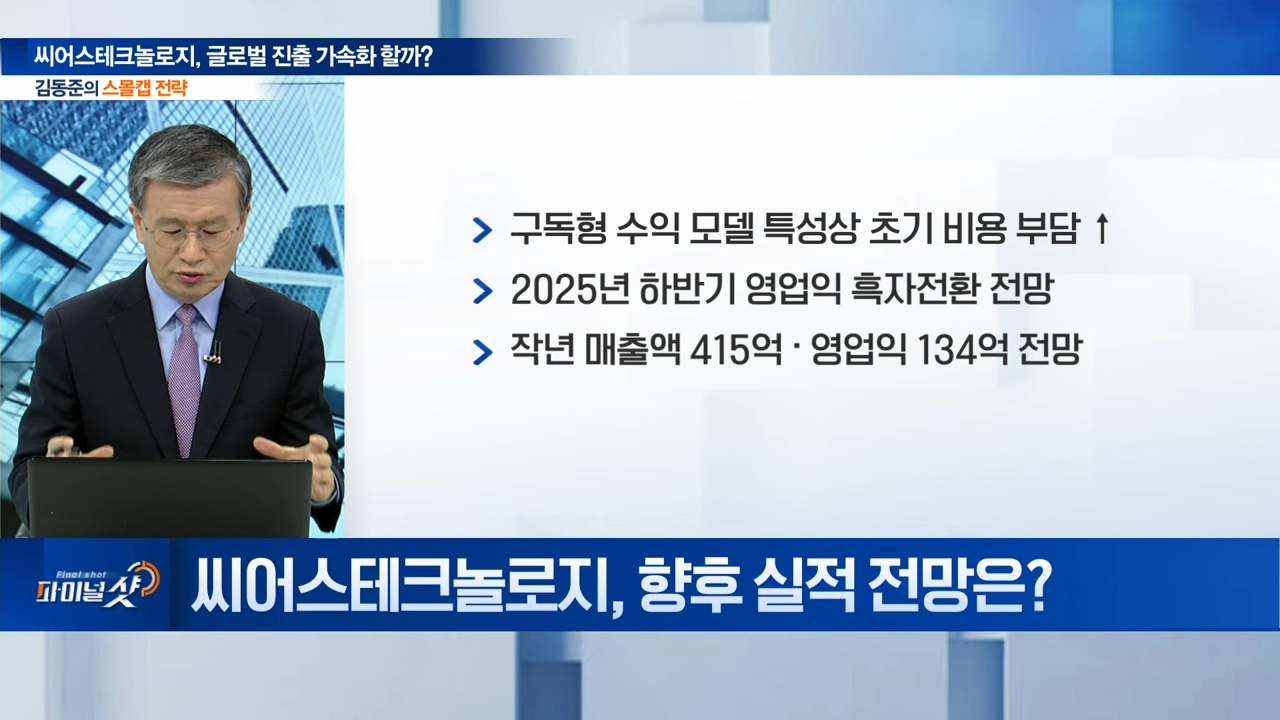 씨어스테크놀로지, 글로벌 진출 가속화 할까?
김동준의 스몰캡 전략
구독형 수익 모델 특성상 초기 비용 부담 ↑
2025년 하반기 영업익 흑자전환 전망
작년 매출액 415억 · 영업익 134억 전망
Final shot
파이널 샷
씨어스테크놀로지, 향후 실적 전망은?